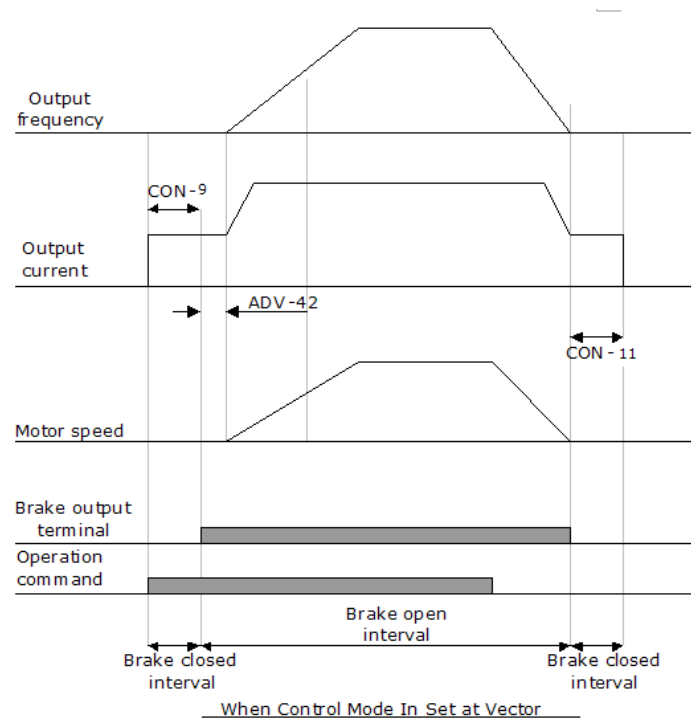 Output
frequency
CON-9
Output
current
ADV-42
CON-11
Motor speed
Brake output
terminal
Operation
command
Brake open
interval
Brake closed
interval
Brake closed
interval
When Control Mode In Set at Vector